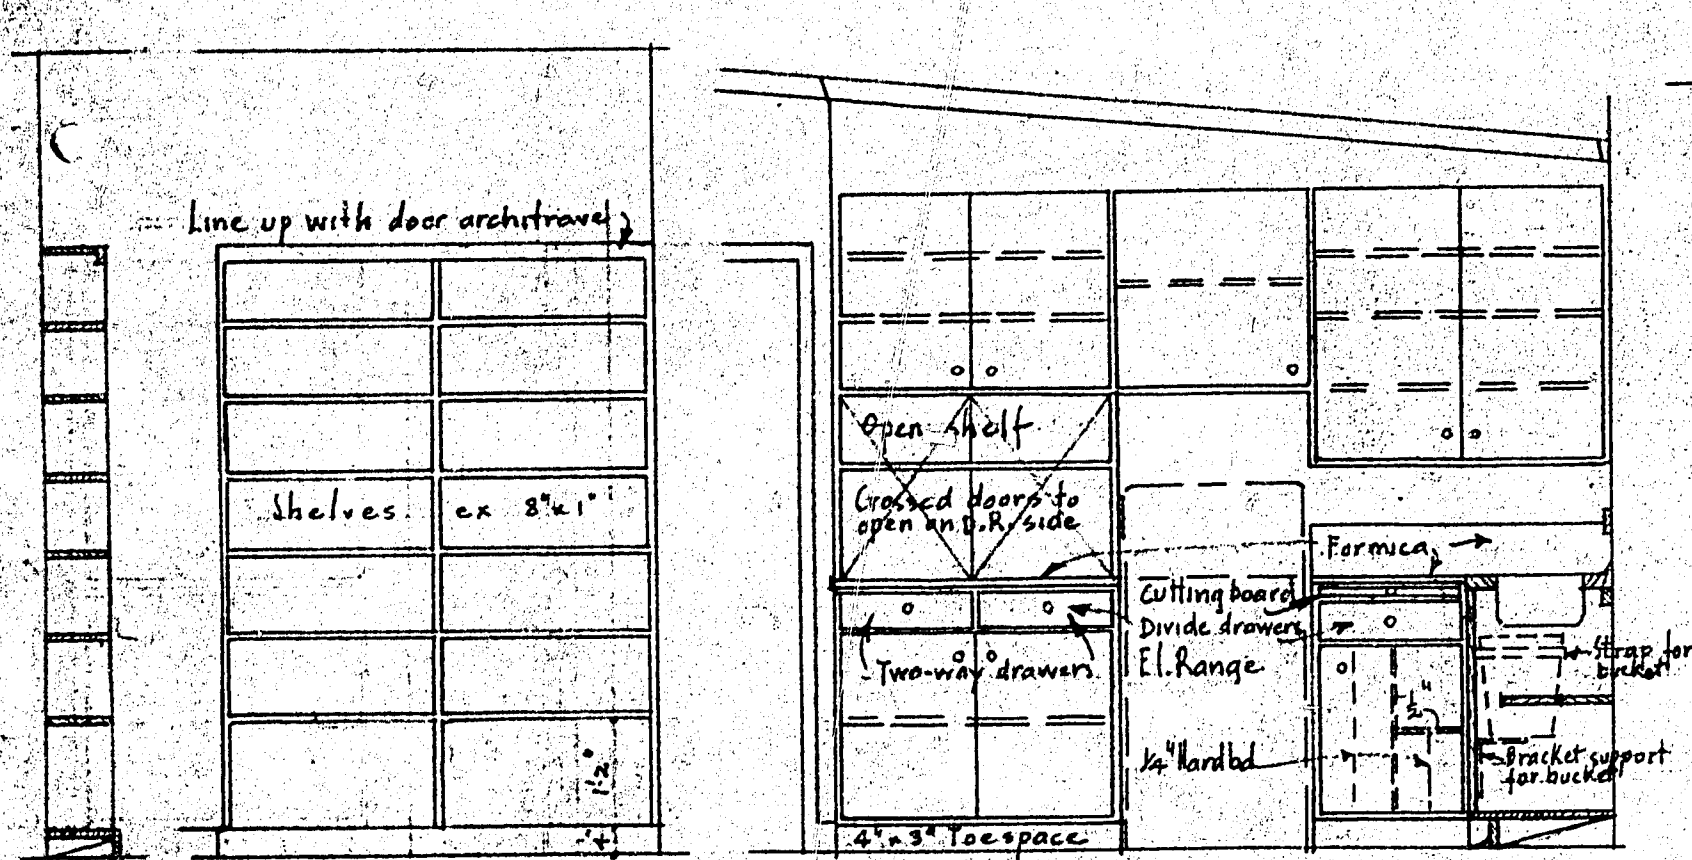 Line up with door architrave
Shelves ex 8"x1"
1'2"
4"
Open shelf
Crossed doors to
open on D.R. side
Formica
Cutting board
Divide drawers
El. Range
Two-way drawers
1/2"
Strap for
bucket
1/4" Hardbd
Bracket support
for bucket
4" x 3" Toespace